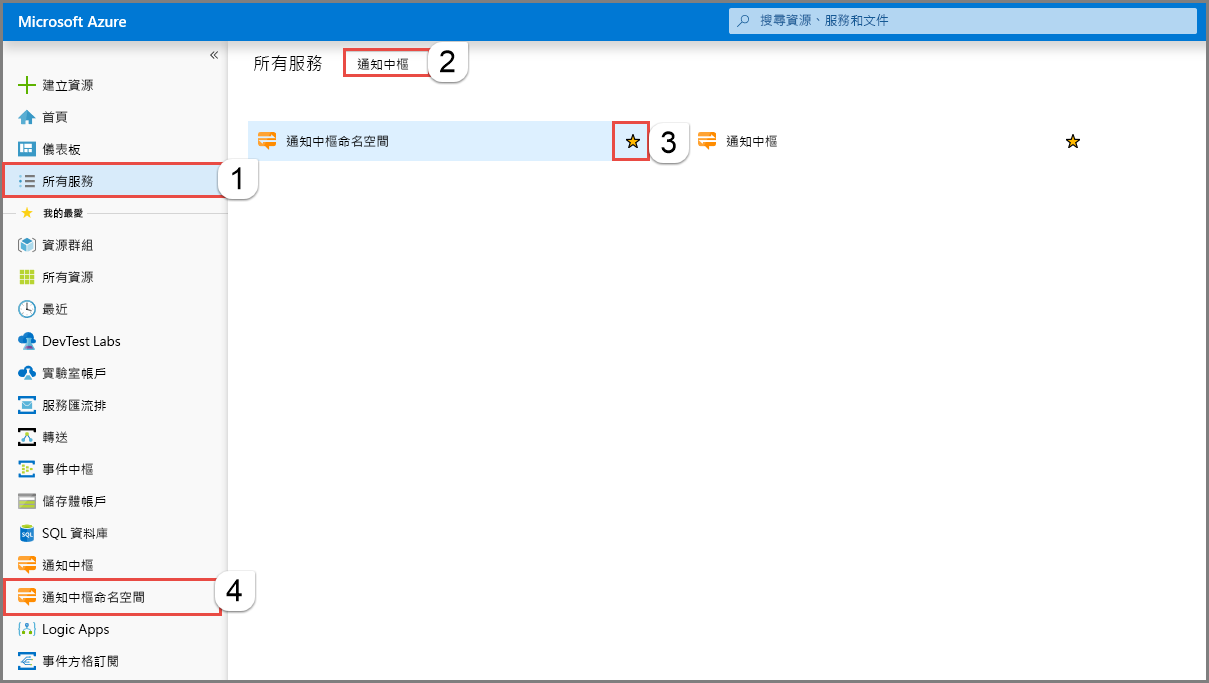 Microsoft Azure
搜尋資源、服務和文件
«
建立資源
首頁
儀表板
所有服務
1
我的最愛
資源群組
所有資源
最近
DevTest Labs
實驗室帳戶
服務匯流排
轉送
事件中樞
儲存體帳戶
SQL 資料庫
通知中樞
通知中樞命名空間
4
Logic Apps
事件方格訂閱
所有服務
通知中樞
2
通知中樞命名空間
3
通知中樞